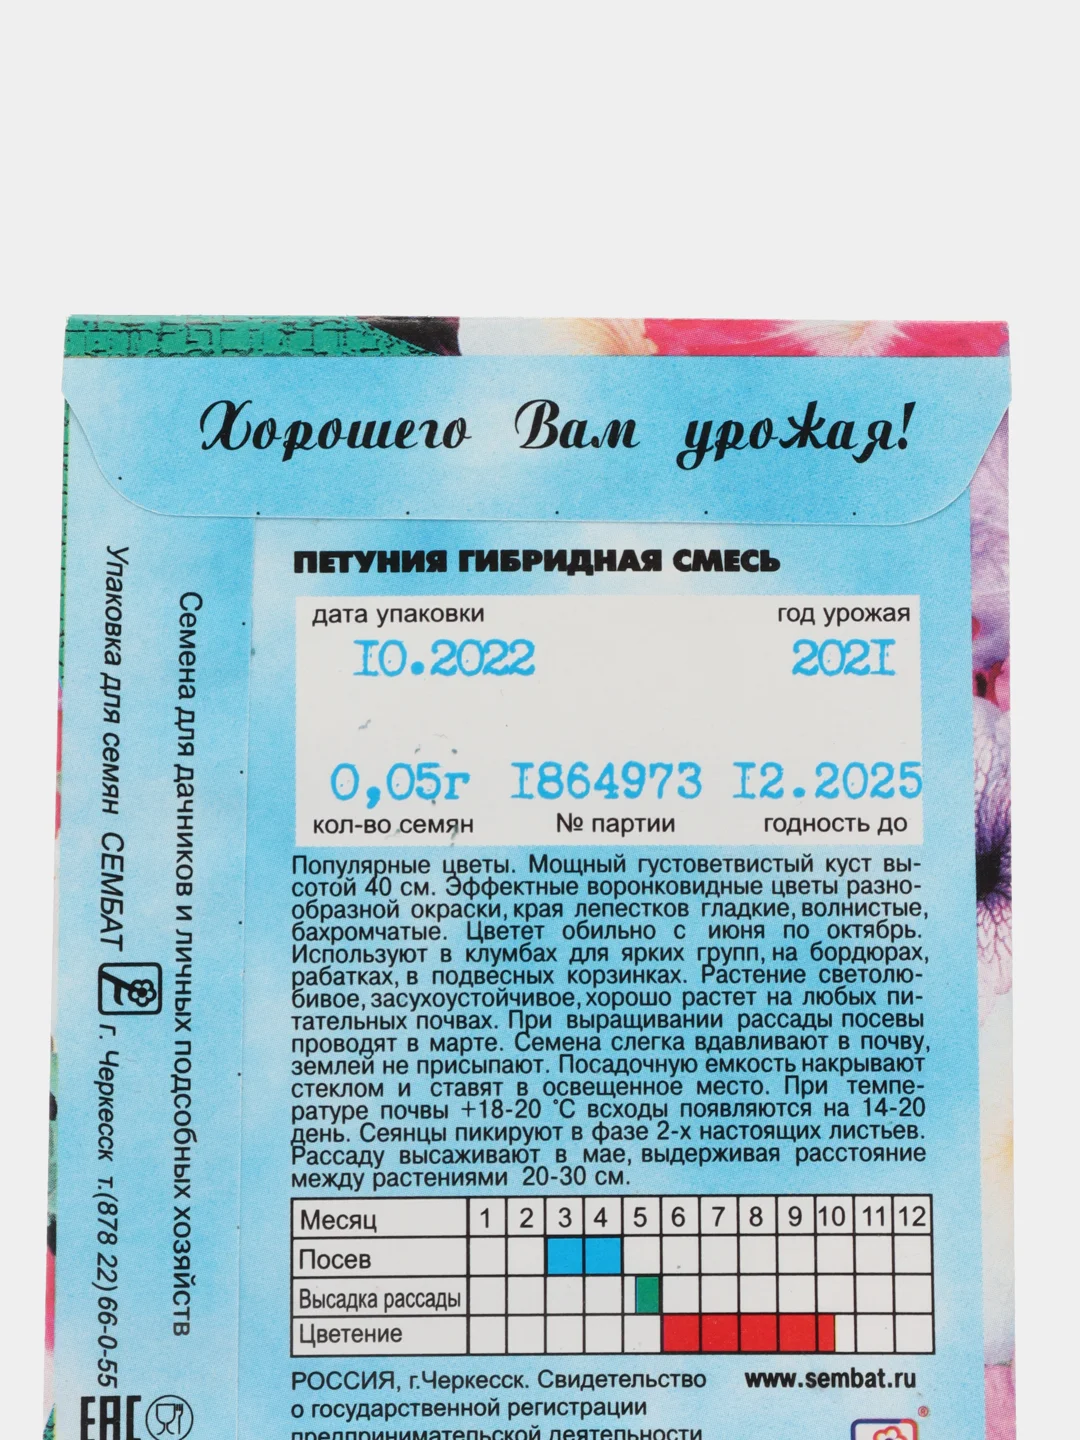 Хорошего Вам урожая!
ПЕТУНИЯ ГИБРИДНАЯ СМЕСЬ
дата упаковки год урожая
10.2022 2021
0,05г 1864973 12.2025
кол-во семян № партии годность до
Популярные цветы. Мощный густоветвистый куст вы-
сотой 40 см. Эффектные воронковидные цветы разно-
образной окраски, края лепестков гладкие, волнистые,
бахромчатые. Цветет обильно с июня по октябрь.
Используют в клумбах для ярких групп, на бордюрах,
рабатках, в подвесных корзинках. Растение светолю-
бивое, засухоустойчивое, хорошо растет на любых пи-
тательных почвах. При выращивании рассады посевы
проводят в марте. Семена слегка вдавливают в почву,
землей не присыпают. Посадочную емкость накрывают
стеклом и ставят в освещенное место. При темпе-
ратуре почвы +18-20 °С всходы появляются на 14-20
день. Сеянцы пикируют в фазе 2-х настоящих листьев.
Рассаду высаживают в мае, выдерживая расстояние
между растениями 20-30 см.
Месяц 1 2 3 4 5 6 7 8 9 10 11 12
Посев
Высадка рассады
Цветение
РОССИЯ, г.Черкесск. Свидетельство www.sembat.ru
о государственной регистрации
предпринимательской деятельности
Семена для дачников и личных подсобных хозяйств
Упаковка для семян СЕМБАТ г. Черкесск т.(878 22) 66-0-55
ЕАС